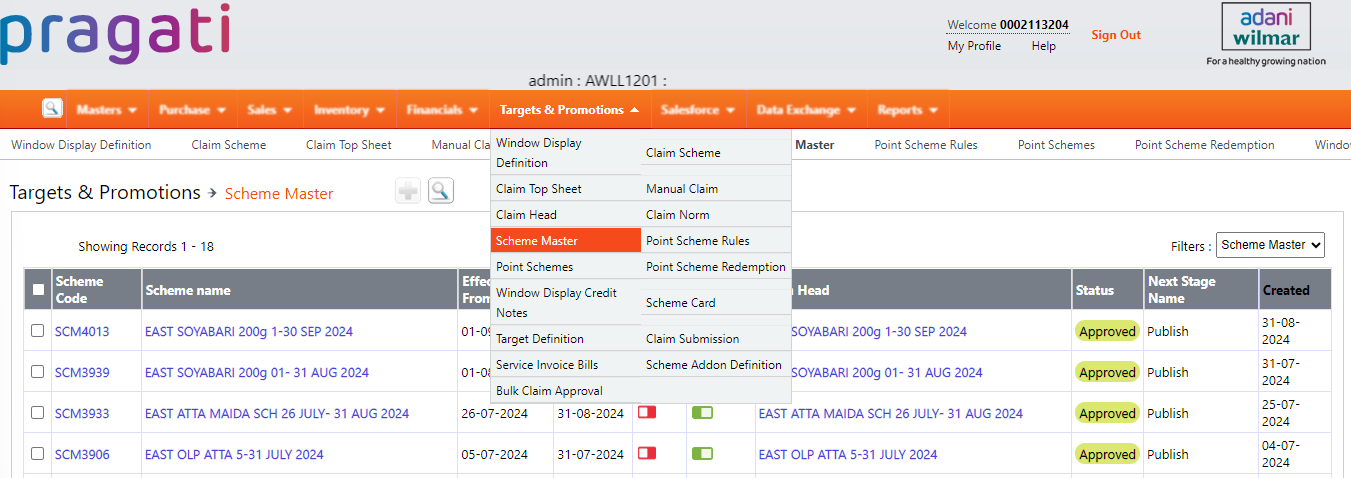 pragati
Welcome 0002113204
My Profile Help
Sign Out
adani
wilmar
For a healthy growing nation
admin : AWLL1201 :
Masters Purchase Sales Inventory Financials Targets & Promotions Salesforce Data Exchange Reports
Window Display Definition Claim Scheme Claim Top Sheet Manual Cla Master Point Scheme Rules Point Schemes Point Scheme Redemption Windo
Window Display
Definition
Claim Scheme
Claim Top Sheet Manual Claim
Claim Head Claim Norm
Scheme Master Point Scheme Rules
Point Schemes Point Scheme Redemption
Window Display Credit
Notes
Scheme Card
Target Definition Claim Submission
Service Invoice Bills Scheme Addon Definition
Bulk Claim Approval
Targets & Promotions Scheme Master
Showing Records 1 - 18
Filters : Scheme Master
Scheme
Code
Scheme name
Effe
From
Head
Status
Next Stage
Name
Created
SCM4013 EAST SOYABARI 200g 1-30 SEP 2024 01-09 SOYABARI 200g 1-30 SEP 2024 Approved Publish 31-08-
2024
SCM3939 EAST SOYABARI 200g 01- 31 AUG 2024 01-08 SOYABARI 200g 01- 31 AUG 2024 Approved Publish 31-07-
2024
SCM3933 EAST ATTA MAIDA SCH 26 JULY- 31 AUG 2024 26-07-2024 31-08-2024 EAST ATTA MAIDA SCH 26 JULY- 31 AUG 2024 Approved Publish 25-07-
2024
SCM3906 EAST OLP ATTA 5-31 JULY 2024 05-07-2024 31-07-2024 EAST OLP ATTA 5-31 JULY 2024 Approved Publish 04-07-
2024